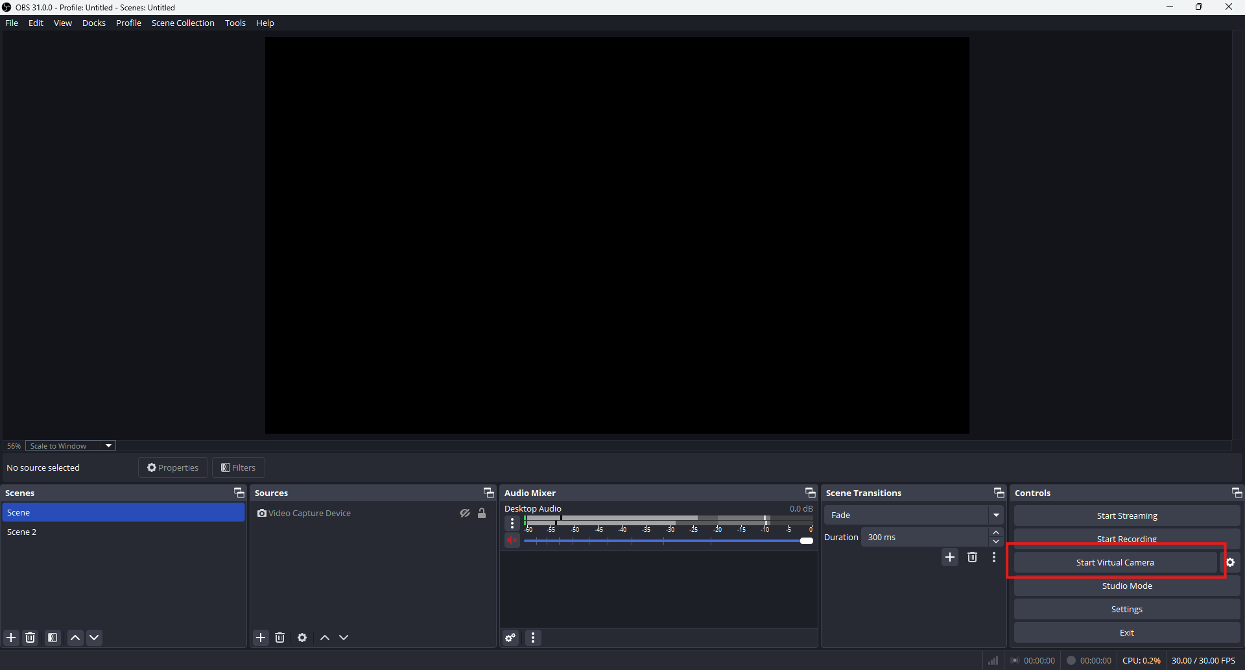 OBS 31.0.0 - Profile: Untitled - Scenes: Untitled
File Edit View Docks Profile Scene Collection Tools Help
56% Scale to Window
No source selected Properties Filters
Scenes
Scene
Scene 2
Sources
Video Capture Device
Audio Mixer
Desktop Audio 0.0 dB
-60 -55 -50 -45 -40 -35 -30 -25 -20 -15 -10 -5 0
Scene Transitions
Fade
Duration 300 ms
Controls
Start Streaming
Start Recording
Start Virtual Camera
Studio Mode
Settings
Exit
00:00:00 00:00:00 CPU: 0.2% 30.00 / 30.00 FPS